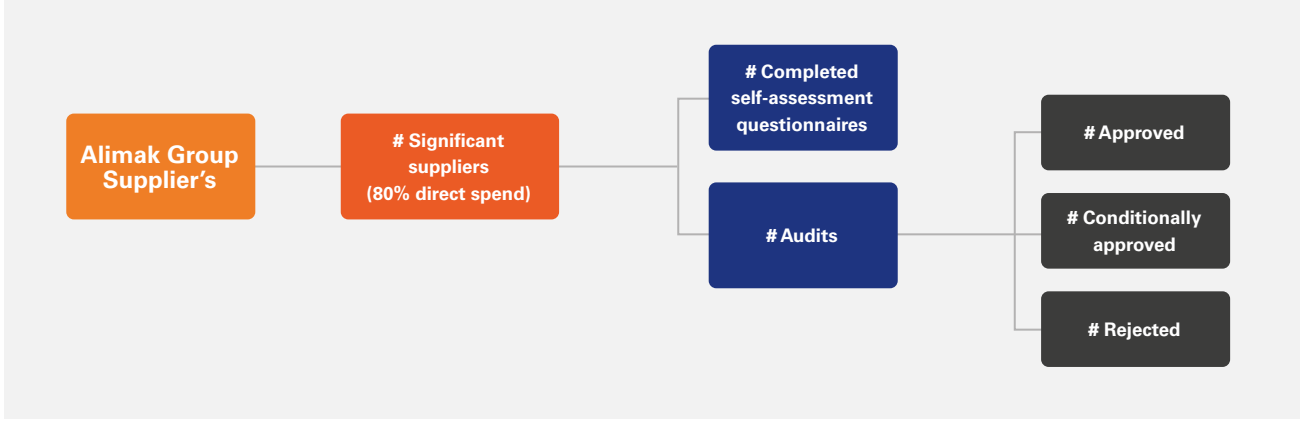 Alimak Group
Supplier’s
# Significant
suppliers
(80% direct spend)
# Completed
self-assessment
questionnaires
# Audits
# Approved
# Conditionally
approved
# Rejected